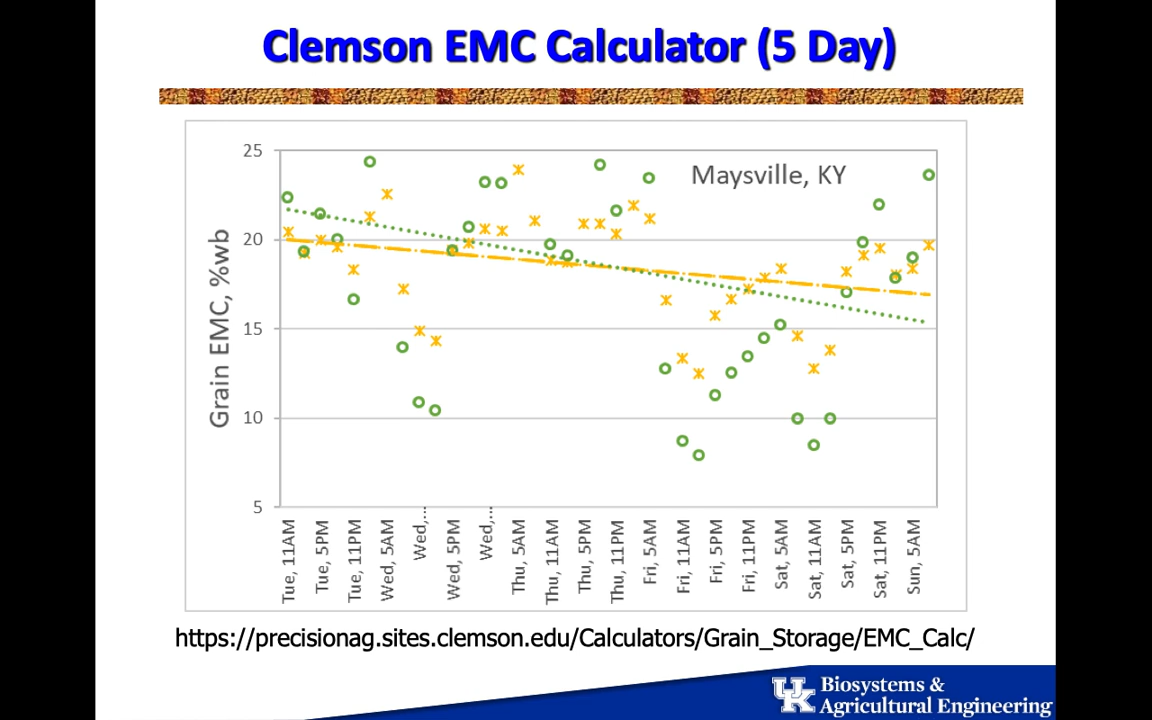 Clemson EMC Calculator (5 Day)
Maysville, KY
Grain EMC, %wb
25
20
15
10
5
Tue, 11AM
Tue, 5PM
Tue, 11PM
Wed, 5AM
Wed,...
Wed, 5PM
Wed,...
Thu, 5AM
Thu, 11AM
Thu, 5PM
Thu, 11PM
Fri, 5AM
Fri, 11AM
Fri, 5PM
Fri, 11PM
Sat, 5AM
Sat, 11AM
Sat, 5PM
Sat, 11PM
Sun, 5AM
https://precisionag.sites.clemson.edu/Calculators/Grain_Storage/EMC_Calc/
UK
Biosystems &
Agricultural Engineering